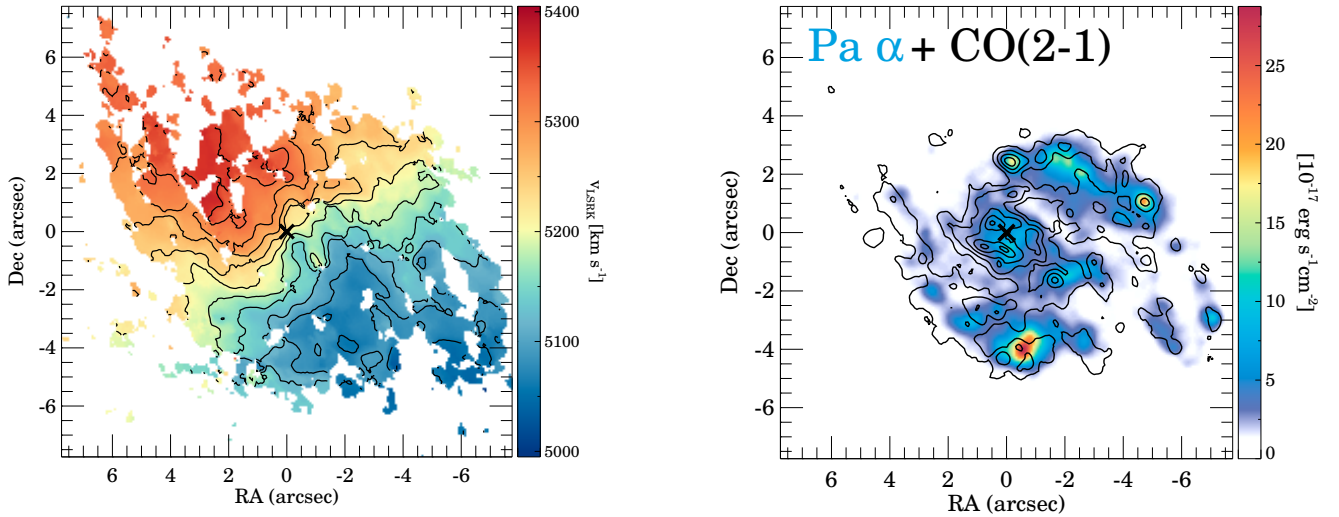 5400
5300
5200
5100
5000
v_LSRK [km s⁻¹]
6
4
2
0
-2
-4
-6
Dec (arcsec)
6 4 2 0 -2 -4 -6
RA (arcsec)
Pa α + CO(2-1)
25
20
15
10
5
0
[10⁻¹⁷ erg s⁻¹cm⁻²]
6
4
2
0
-2
-4
-6
Dec (arcsec)
6 4 2 0 -2 -4 -6
RA (arcsec)